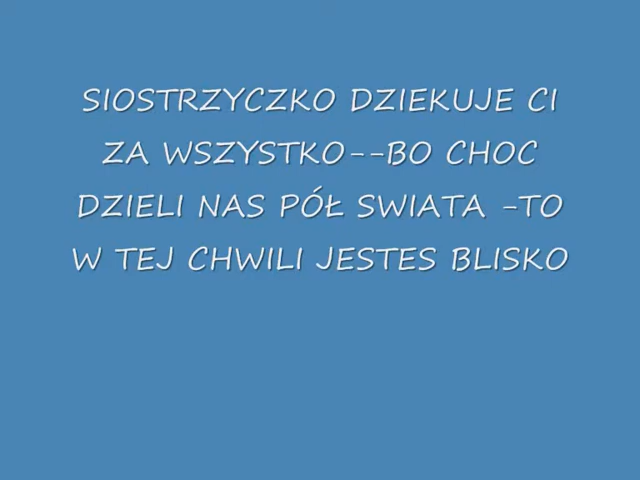 SIOSTRZYCZKO DZIEKUJE CI
ZA WSZYSTKO--BO CHOC
DZIELI NAS PÓŁ SWIATA -TO
W TEJ CHWILI JESTES BLISKO